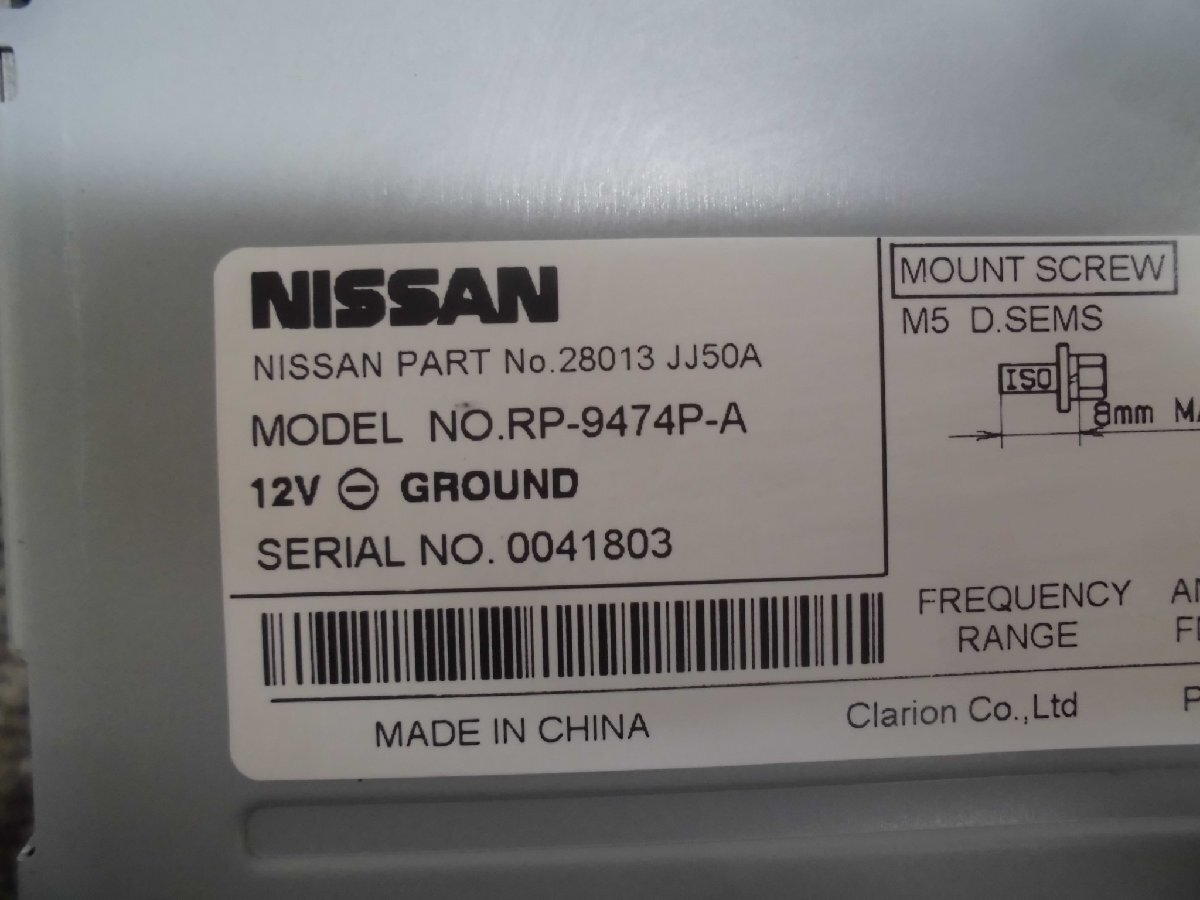 NISSAN
NISSAN PART No.28013 JJ50A
MODEL NO.RP-9474P-A
12V ⊖ GROUND
SERIAL NO. 0041803
MADE IN CHINA
MOUNT SCREW
M5 D.SEMS
ISO
8mm
FREQUENCY
RANGE
Clarion Co.,Ltd